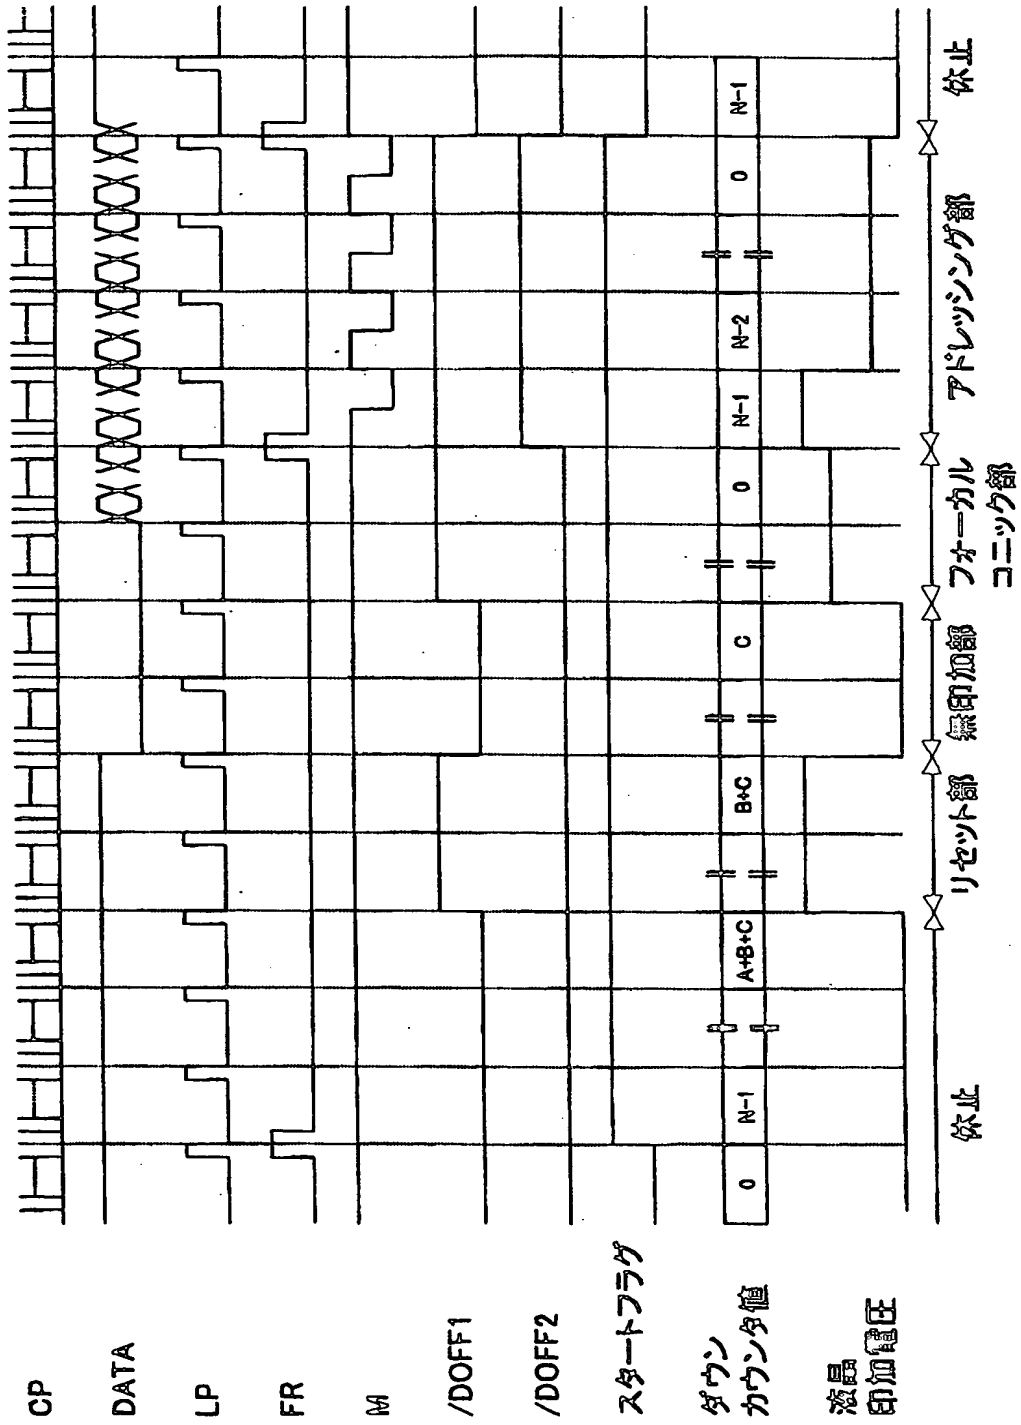 CP
DATA
LP
FR
M
/DOFF1
/DOFF2
スタートフラグ
ダウン
カウンタ値
0
N-1
A+B+C
B+C
C
0
N-1
N-2
0
N-1
液晶
印加電圧
休止
リセット部
無印加部
フォーカル
コニック部
アドレッシング部
休止